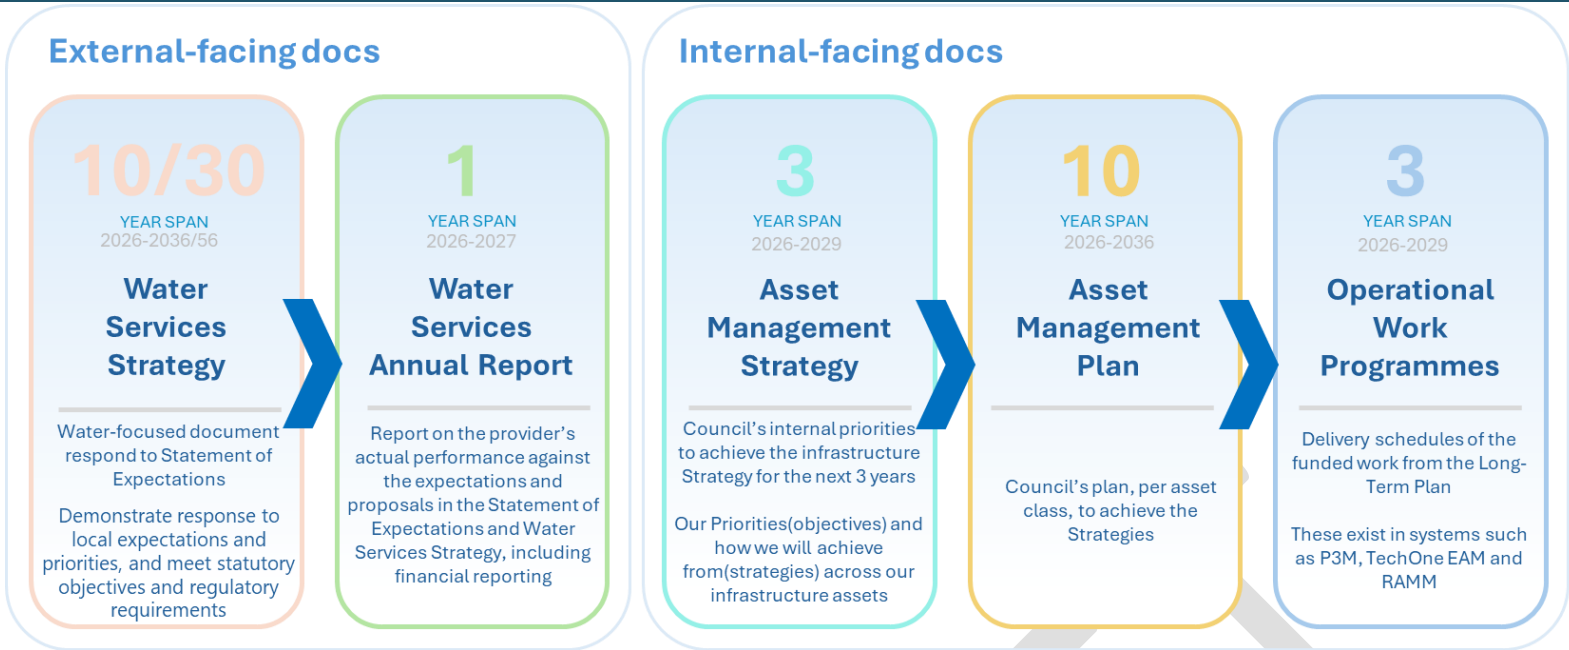 External-facing docs
10/30
YEAR SPAN
2026-2036/56
Water
Services
Strategy
Water-focused document
respond to Statement of
Expectations
Demonstrate response to
local expectations and
priorities, and meet statutory
objectives and regulatory
requirements
1
YEAR SPAN
2026-2027
Water
Services
Annual Report
Report on the provider's
actual performance against
the expectations and
proposals in the Statement of
Expectations and Water
Services Strategy, including
financial reporting
Internal-facing docs
3
YEAR SPAN
2026-2029
Asset
Management
Strategy
Council's internal priorities
to achieve the infrastructure
Strategy for the next 3 years
Our Priorities(objectives) and
how we will achieve
from(strategies) across our
infrastructure assets
10
YEAR SPAN
2026-2036
Asset
Management
Plan
Council's plan, per asset
class, to achieve the
Strategies
3
YEAR SPAN
2026-2029
Operational
Work
Programmes
Delivery schedules of the
funded work from the Long-
Term Plan
These exist in systems such
as P3M, TechOne EAM and
RAMM